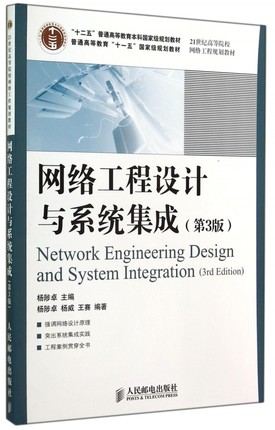 "十二五"普通高等教育本科国家级规划教材
普通高等教育"十一五"国家级规划教材
21世纪高等院校
网络工程规划教材
网络工程设计
与系统集成(第3版)
Network Engineering Design
and System Integration (3rd Edition)
杨陟卓 主编
杨陟卓 杨威 王赛 编著
强调网络设计原理
突出系统集成实践
工程案例贯穿全书
人民邮电出版社
POSTS & TELECOM PRESS
网络工程设计与系统集成(第3版)
人民邮电出版社